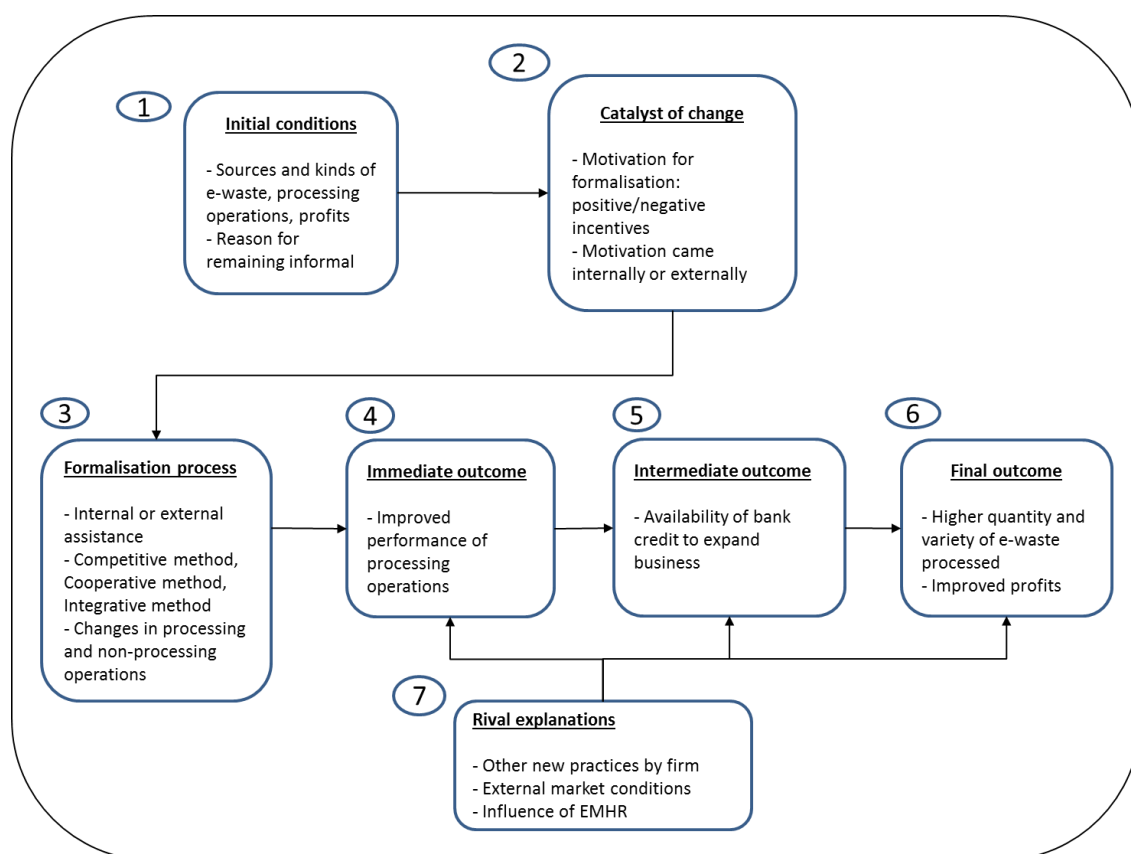 1
Initial conditions
- Sources and kinds of
e-waste, processing
operations, profits
- Reason for
remaining informal
2
Catalyst of change
- Motivation for
formalisation:
positive/negative
incentives
- Motivation came
internally or externally
3
Formalisation process
- Internal or external
assistance
- Competitive method,
Cooperative method,
Integrative method
- Changes in processing
and non-processing
operations
4
Immediate outcome
- Improved
performance of
processing
operations
5
Intermediate outcome
- Availability of bank
credit to expand
business
6
Final outcome
- Higher quantity and
variety of e-waste
processed
- Improved profits
7
Rival explanations
- Other new practices by firm
- External market conditions
- Influence of EMHR